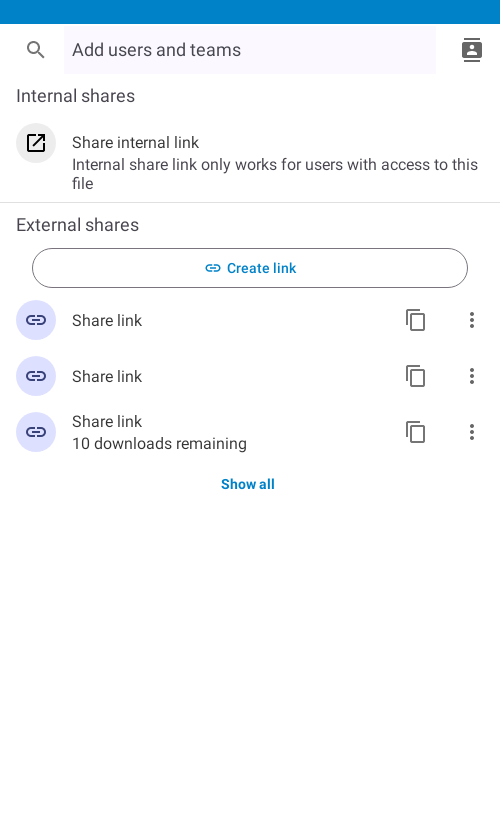 Add users and teams
Internal shares
Share internal link
Internal share link only works for users with access to this
file
External shares
Create link
Share link
Share link
Share link
10 downloads remaining
Show all